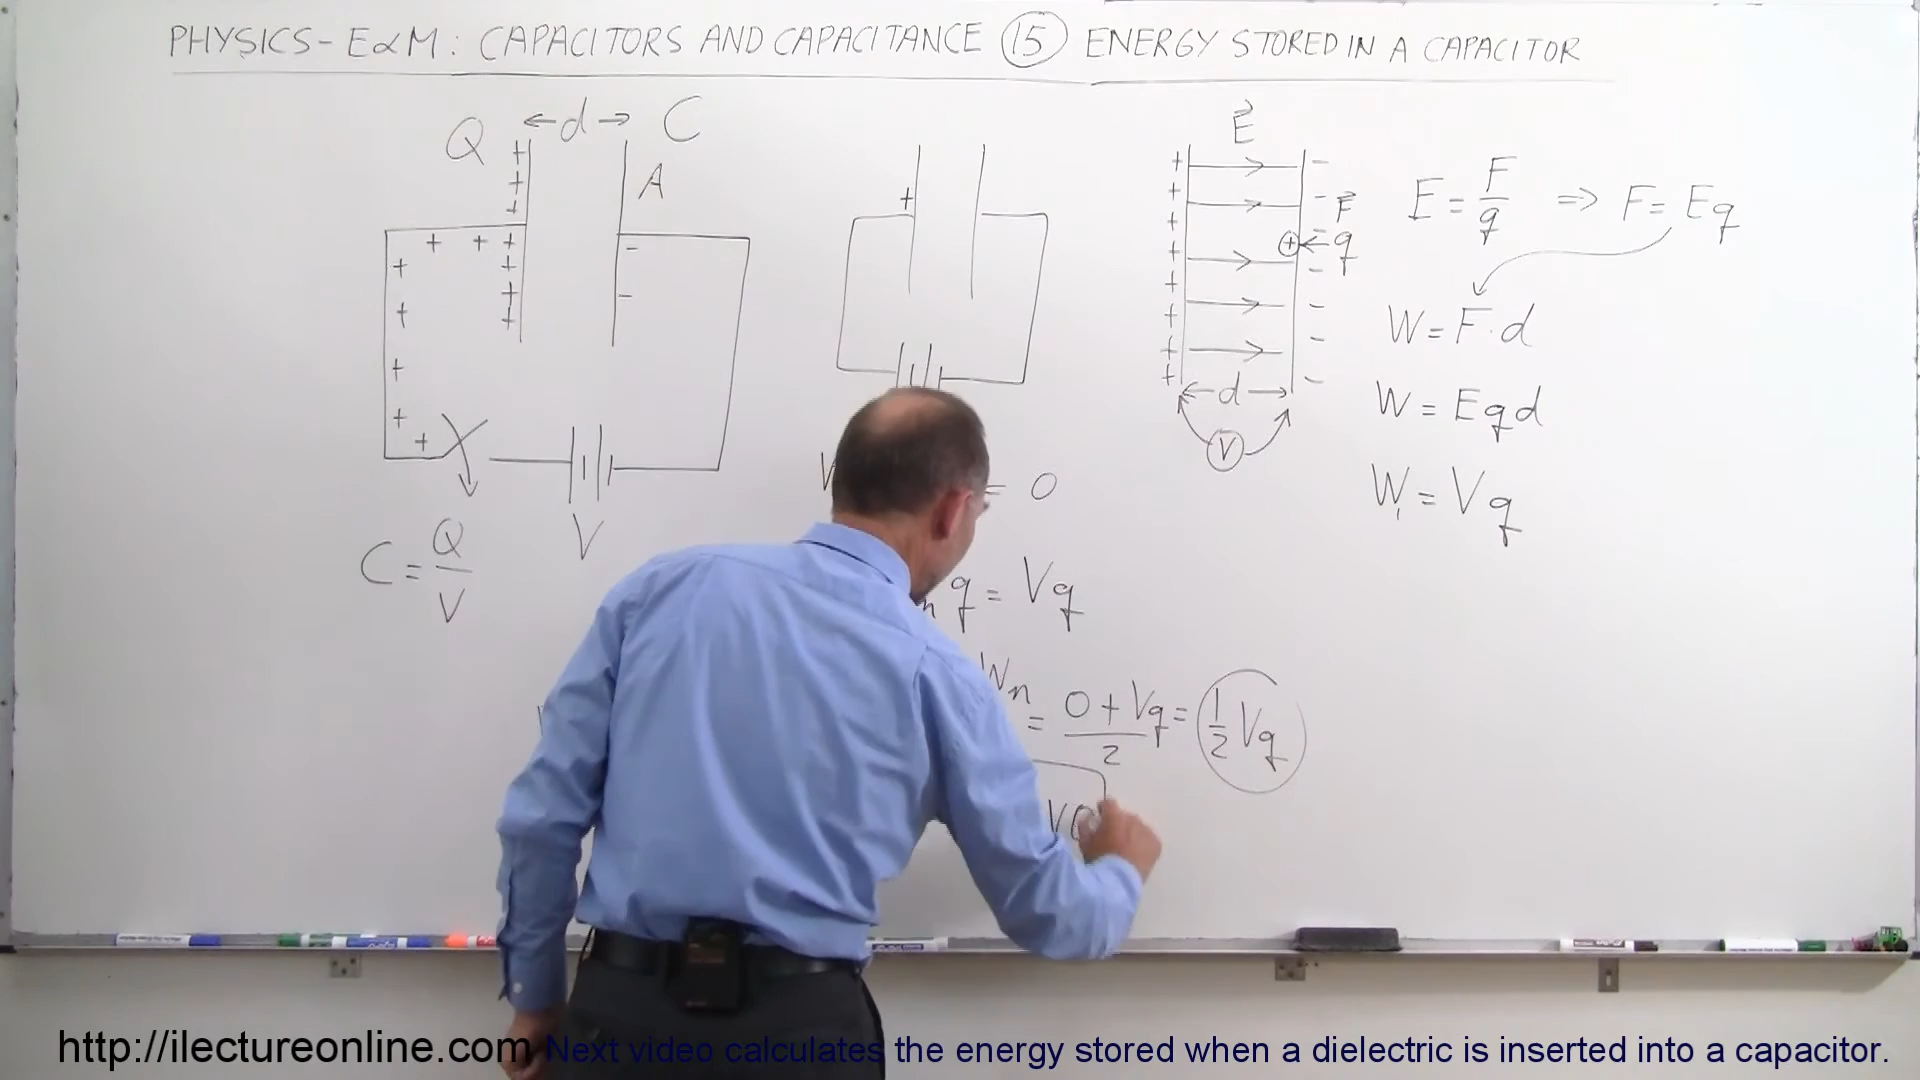 PHYSICS - E&M : CAPACITORS AND CAPACITANCE 15 ENERGY STORED IN A CAPACITOR
Q ← d → C
A
V
C = Q/V
+
= 0
q = Vq
Wn = (0 + Vq)/2 = 1/2 Vq
VQ
E
F
q
← d →
V
E = F/q ⇒ F = Eq
W = F · d
W = Eqd
W = Vq
http://ilectureonline.com Next video calculates the energy stored when a dielectric is inserted into a capacitor.